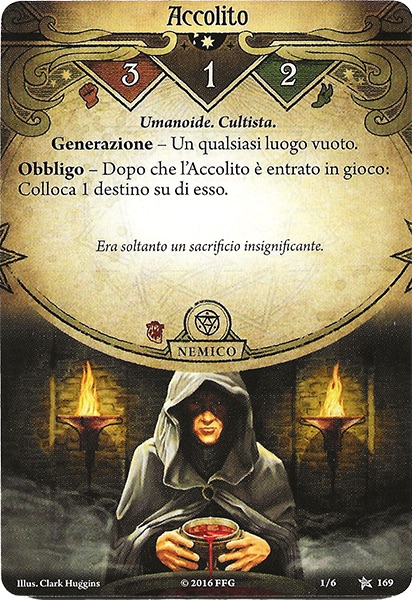 Accolito
3 1 2
Umanoide. Cultista.
Generazione – Un qualsiasi luogo vuoto.
Obbligo – Dopo che l'Accolito è entrato in gioco:
Colloca 1 destino su di esso.
Era soltanto un sacrificio insignificante.
NEMICO
Illus. Clark Huggins © 2016 FFG 1/6 169